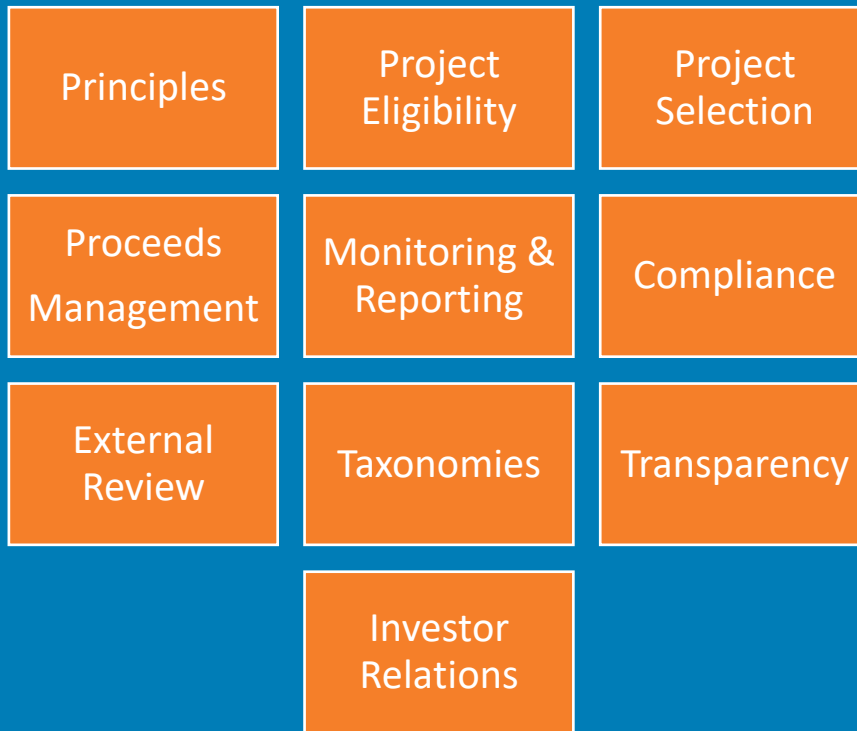 Principles
Project
Eligibility
Project
Selection
Proceeds
Management
Monitoring &
Reporting
Compliance
External
Review
Taxonomies
Transparency
Investor
Relations